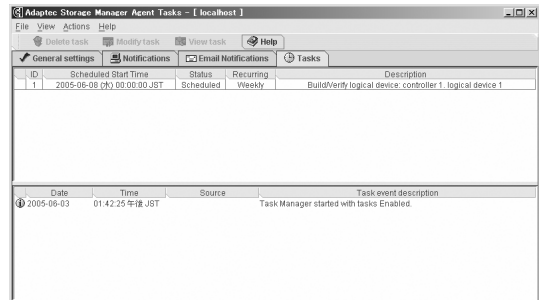 Adaptec Storage Manager Agent Tasks - [ localhost ]
File View Actions Help
Delete task Modify task View task Help
General settings Notifications Email Notifications Tasks
ID Scheduled Start Time Status Recurring Description
1 2005-06-08 (水) 00:00:00 JST Scheduled Weekly Build/Verify logical device: controller 1, logical device 1
Date Time Source Task event description
2005-06-03 01:42:25 午後 JST Task Manager started with tasks Enabled.